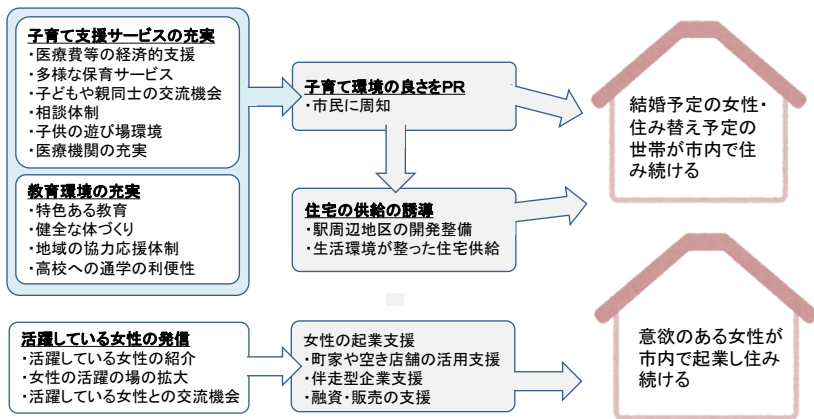 子育て支援サービスの充実
・医療費等の経済的支援
・多様な保育サービス
・子どもや親同士の交流機会
・相談体制
・子供の遊び場環境
・医療機関の充実
教育環境の充実
・特色ある教育
・健全な体づくり
・地域の協力応援体制
・高校への通学の利便性
子育て環境の良さをPR
・市民に周知
住宅の供給の誘導
・駅周辺地区の開発整備
・生活環境が整った住宅供給
結婚予定の女性・
住み替え予定の
世帯が市内で住
み続ける
活躍している女性の発信
・活躍している女性の紹介
・女性の活躍の場の拡大
・活躍している女性との交流機会
女性の起業支援
・町家や空き店舗の活用支援
・伴走型企業支援
・融資・販売の支援
意欲のある女性が
市内で起業し住み
続ける